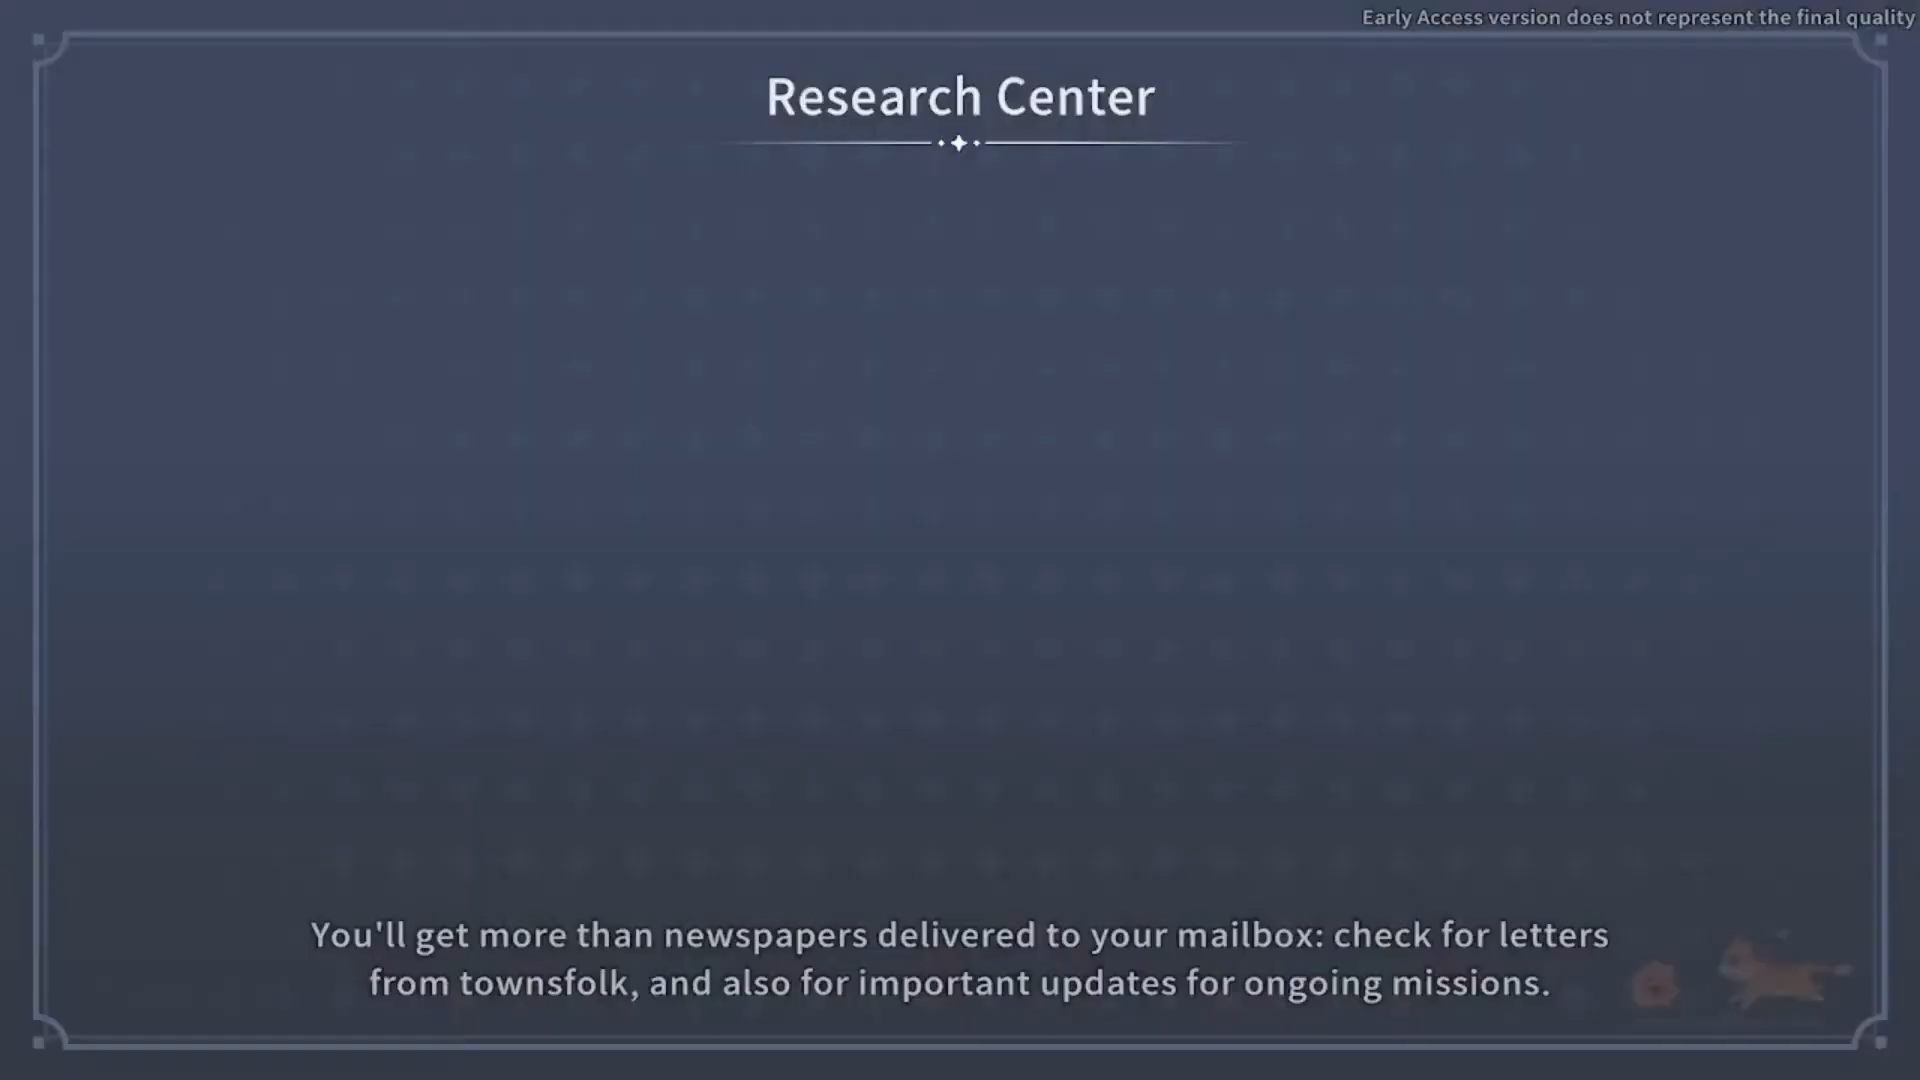 Early Access version does not represent the final quality
Research Center
You'll get more than newspapers delivered to your mailbox: check for letters
from townsfolk, and also for important updates for ongoing missions.